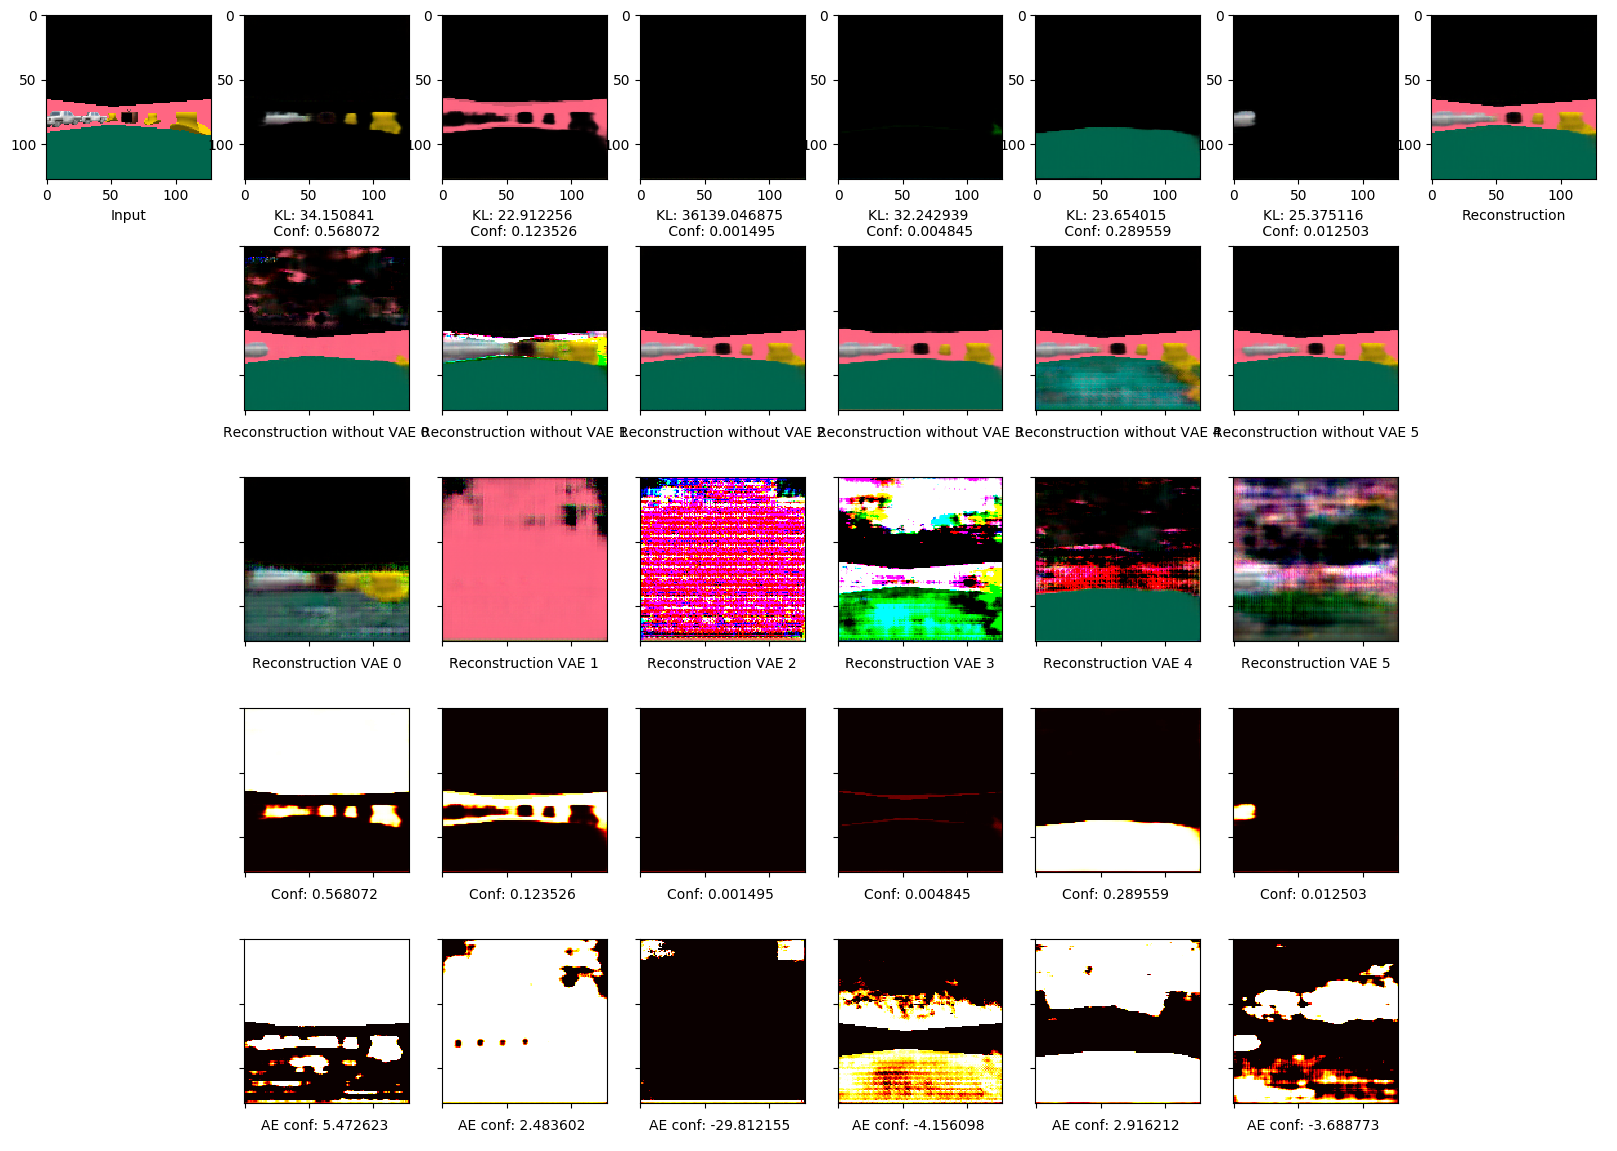 0 0 0 0 0 0 0 0
50 50 50 50 50 50 50 50
100 100 100 100 100 100 100 100
0 50 100 0 50 100 0 50 100 0 50 100 0 50 100 0 50 100 0 50 100 0 50 100
Input KL: 34.150841 KL: 22.912256 KL: 36139.046875 KL: 32.242939 KL: 23.654015 KL: 25.375116 Reconstruction
Conf: 0.568072 Conf: 0.123526 Conf: 0.001495 Conf: 0.004845 Conf: 0.289559 Conf: 0.012503
Reconstruction without VAE 0 Reconstruction without VAE 1 Reconstruction without VAE 2 Reconstruction without VAE 3 Reconstruction without VAE 4 Reconstruction without VAE 5
Reconstruction VAE 0 Reconstruction VAE 1 Reconstruction VAE 2 Reconstruction VAE 3 Reconstruction VAE 4 Reconstruction VAE 5
Conf: 0.568072 Conf: 0.123526 Conf: 0.001495 Conf: 0.004845 Conf: 0.289559 Conf: 0.012503
AE conf: 5.472623 AE conf: 2.483602 AE conf: -29.812155 AE conf: -4.156098 AE conf: 2.916212 AE conf: -3.688773